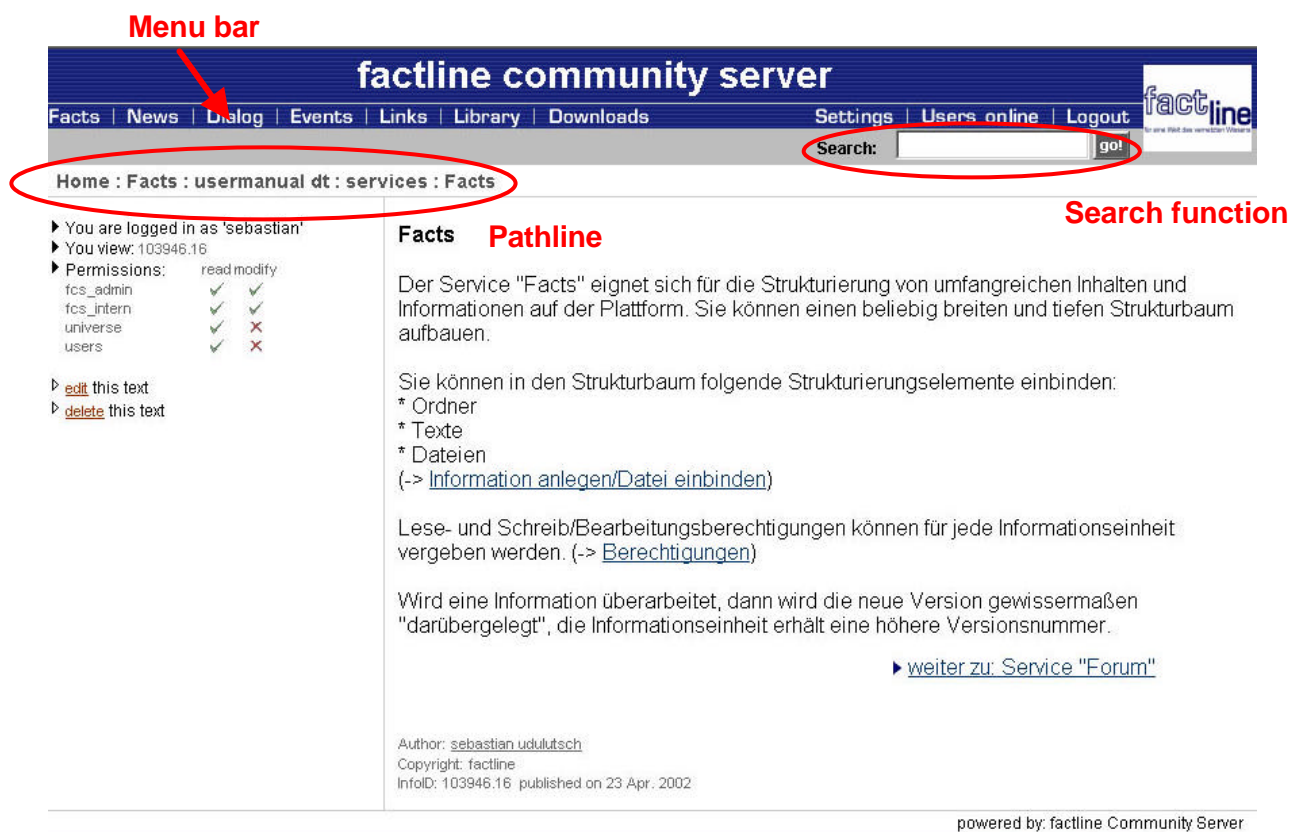 Menu bar
factline community server
Facts | News | Dialog | Events | Links | Library | Downloads
Settings | Users online | Logout
factline
für eine Welt des vernetzten Wissens
Search: go!
Home : Facts : usermanual dt : services : Facts
Search function
You are logged in as 'sebastian'
You view: 103946.16
Permissions: read modify
fcs_admin
fcs_intern
universe
users
edit this text
delete this text
Facts
Pathline
Der Service "Facts" eignet sich für die Strukturierung von umfangreichen Inhalten und
Informationen auf der Plattform. Sie können einen beliebig breiten und tiefen Strukturbaum
aufbauen.
Sie können in den Strukturbaum folgende Strukturierungselemente einbinden:
* Ordner
* Texte
* Dateien
(-> Information anlegen/Datei einbinden)
Lese- und Schreib/Bearbeitungsberechtigungen können für jede Informationseinheit
vergeben werden. (-> Berechtigungen)
Wird eine Information überarbeitet, dann wird die neue Version gewissermaßen
"darübergelegt", die Informationseinheit erhält eine höhere Versionsnummer.
weiter zu: Service "Forum"
Author: sebastian udulutsch
Copyright: factline
InfoID: 103946.16 published on 23 Apr. 2002
powered by: factline Community Server